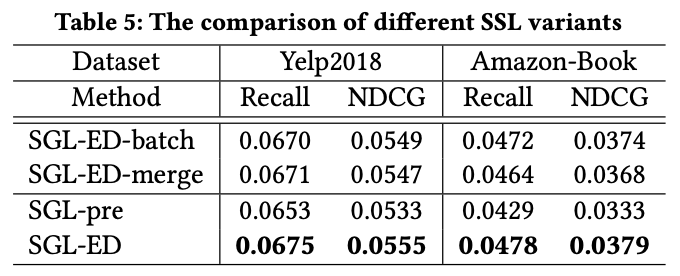 Table 5: The comparison of different SSL variants
Dataset Yelp2018 Amazon-Book
Method Recall NDCG Recall NDCG
SGL-ED-batch 0.0670 0.0549 0.0472 0.0374
SGL-ED-merge 0.0671 0.0547 0.0464 0.0368
SGL-pre 0.0653 0.0533 0.0429 0.0333
SGL-ED 0.0675 0.0555 0.0478 0.0379